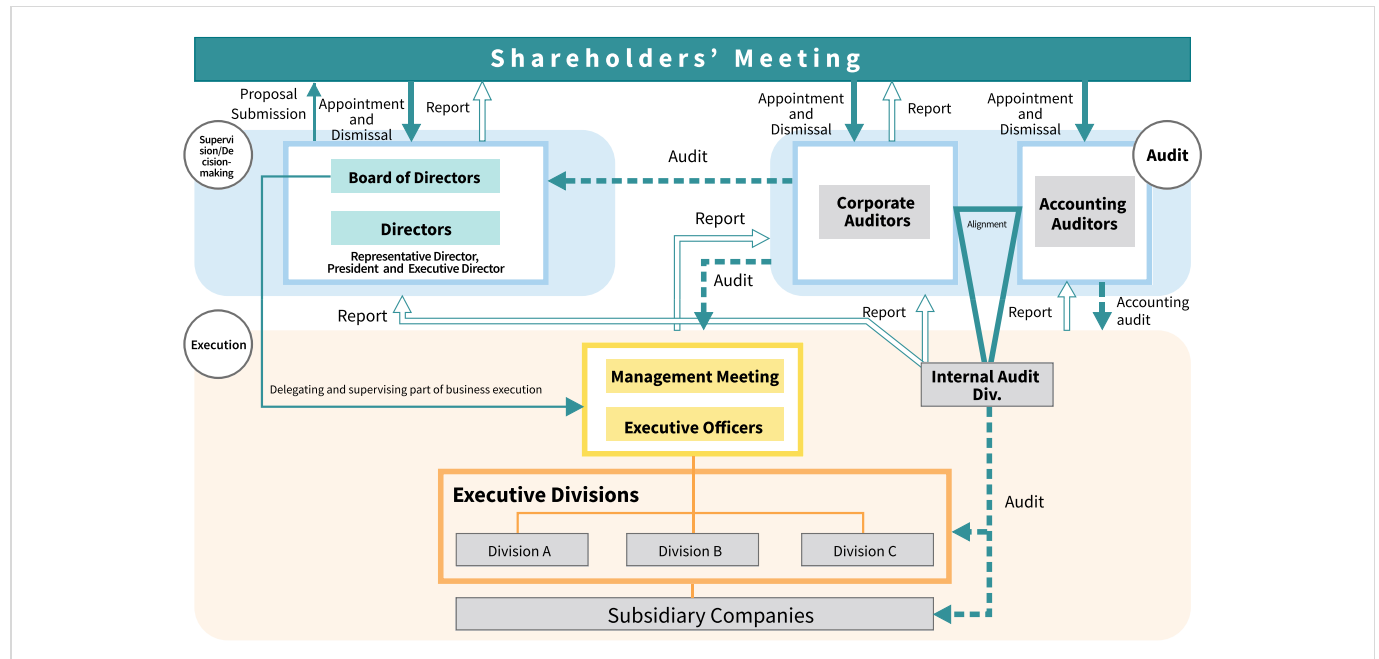 Shareholders’ Meeting
Proposal
Submission
Appointment
and
Dismissal
Report
Appointment
and
Dismissal
Report
Appointment
and
Dismissal
Supervi
sion/De
cision-
making
Board of Directors
Directors
Representative Director,
President and Executive Director
Audit
Report
Audit
Corporate
Auditors
Alignment
Accounting
Auditors
Audit
Report
Report
Report
Accounting
audit
Execution
Delegating and supervising part of business execution
Management Meeting
Executive Officers
Internal Audit
Div.
Executive Divisions
Division A
Division B
Division C
Audit
Subsidiary Companies